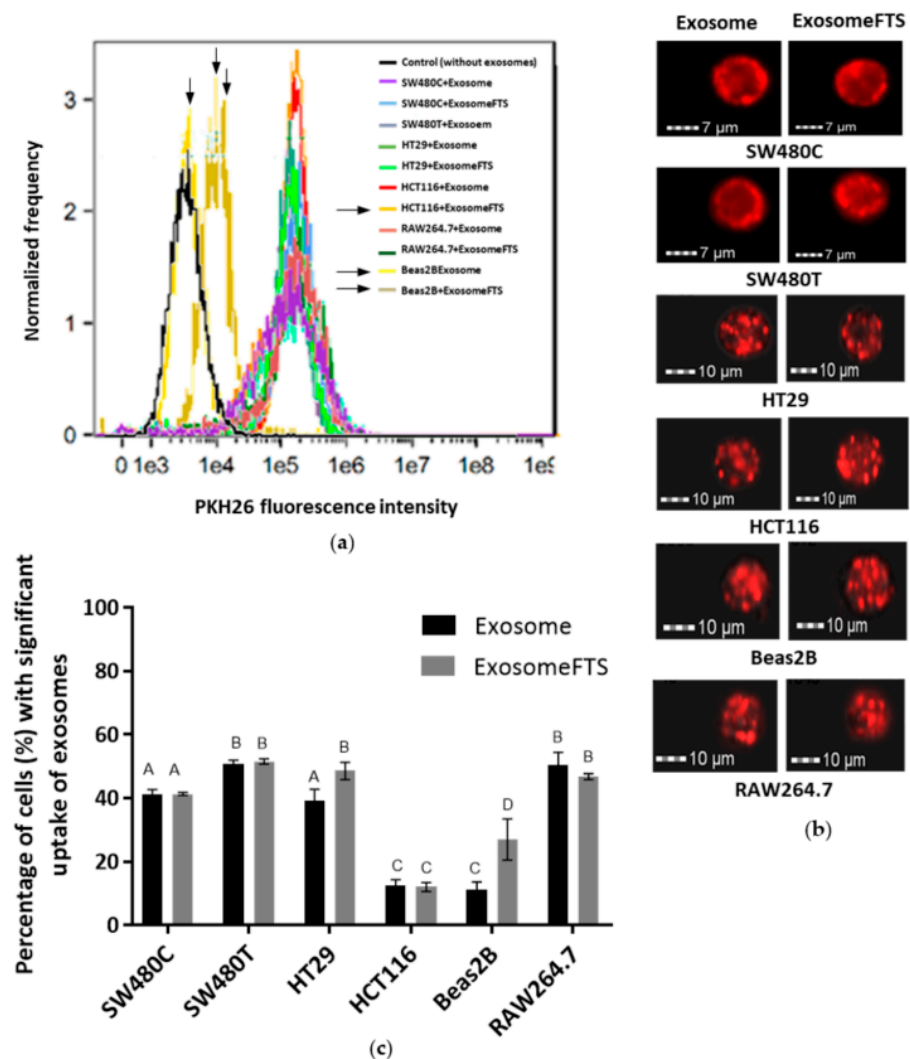 3
2
1
0
Normalized frequency
Control (without exosomes)
SW480C+Exosome
SW480C+ExosomeFTS
SW480T+Exosoem
HT29+Exosome
HT29+ExosomeFTS
HCT116+Exosome
HCT116+ExosomeFTS
RAW264.7+Exosome
RAW264.7+ExosomeFTS
Beas2BExosome
Beas2B+ExosomeFTS
0 1e3 1e4 1e5 1e6 1e7 1e8 1e9
PKH26 fluorescence intensity
(a)
Exosome ExosomeFTS
7 μm 7 μm
SW480C
7 μm 7 μm
SW480T
10 μm 10 μm
HT29
10 μm 10 μm
HCT116
10 μm 10 μm
Beas2B
10 μm 10 μm
RAW264.7
(b)
Percentage of cells (%) with significant
uptake of exosomes
100
80
60
40
20
0
Exosome
ExosomeFTS
A A B B A B C C C D B B
SW480C SW480T HT29 HCT116 Beas2B RAW264.7
(c)